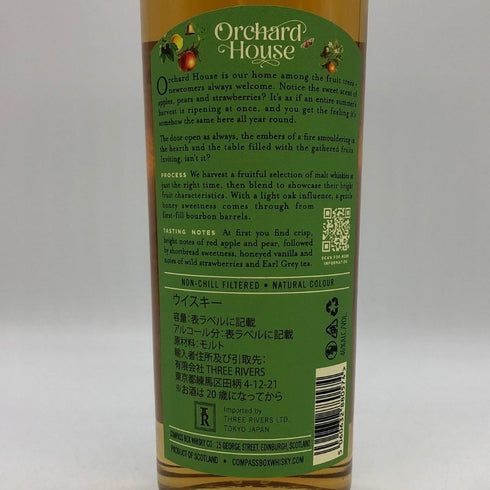 Orchard
House
Orchard House is our home among the fruit trees -
newcomers always welcome. Notice the sweet scent of
apples, pears and strawberries? It's as if an entire summer's
harvest is ripening at once, and you get the feeling it's
somehow the same here all year round.
The door open as always, the embers of a fire smouldering in
the hearth and the table filled with the gathered fruits.
Inviting, isn't it?
PROCESS We harvest a fruitful selection of malt whiskies at
just the right time, then blend to showcase their bright
fruit characteristics. With a light oak influence, a gentle
honey sweetness comes through from
first-fill bourbon barrels.
TASTING NOTES At first you find crisp,
bright notes of red apple and pear, followed
by shortbread sweetness, honeyed vanilla and
notes of wild strawberries and Earl Grey tea.
SCAN FOR MORE
INFORMATION
NON-CHILL FILTERED • NATURAL COLOUR
ウイスキー
容量:表ラベルに記載
アルコール分:表ラベルに記載
原材料:モルト
輸入者住所及び引取先:
有限会社 THREE RIVERS
東京都練馬区田柄 4-12-21
※お酒は 20 歳になってから
Imported by
THREE RIVERS LTD.
TOKYO JAPAN
46%ALC/VOL.
COMPASS BOX WHISKY CO., 15 GEORGE STREET, EDINBURGH, SCOTLAND
PRODUCT OF SCOTLAND • COMPASSBOXWHISKY.COM